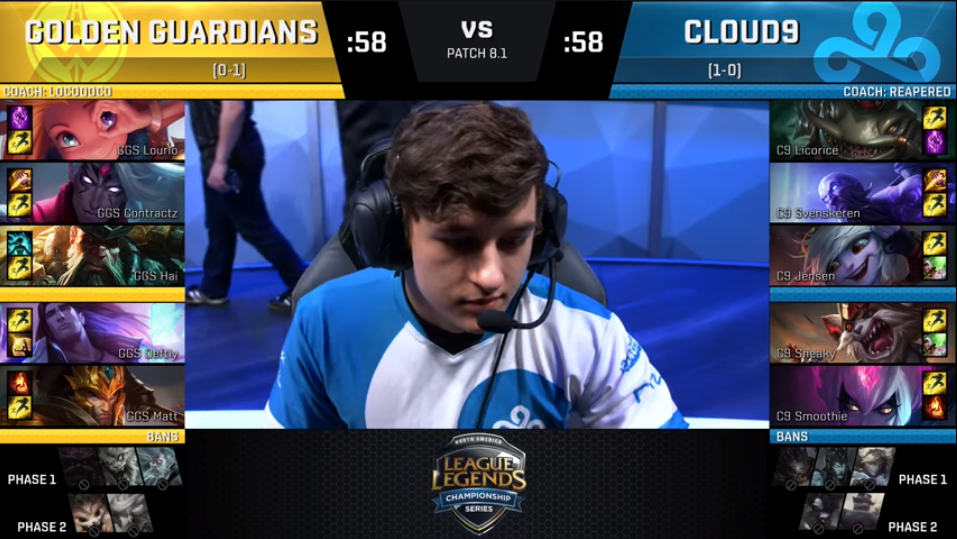 GOLDEN GUARDIANS
[0-1]
:58
VS
PATCH 8.1
:58
CLOUD9
[1-0]
COACH: LOCODOCO
COACH: REAPERED
GGS Lourlo
GGS Contractz
GGS Hai
GGS Deftly
GGS Matt
BANS
PHASE 1
PHASE 2
C9 Licorice
C9 Svenskeren
C9 Jensen
C9 Sneaky
C9 Smoothie
BANS
PHASE 1
PHASE 2
NORTH AMERICA
LEAGUE
LEGENDS
CHAMPIONSHIP
SERIES